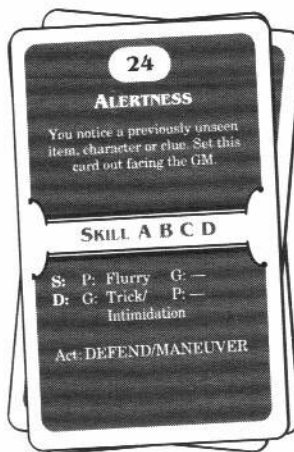 24
ALERTNESS
You notice a previously unseen
item, character or clue. Set this
card out facing the GM.
SKILL A B C D
S: P: Flurry G: —
D: G: Trick/ P: —
Intimidation
Act: DEFEND/MANEUVER